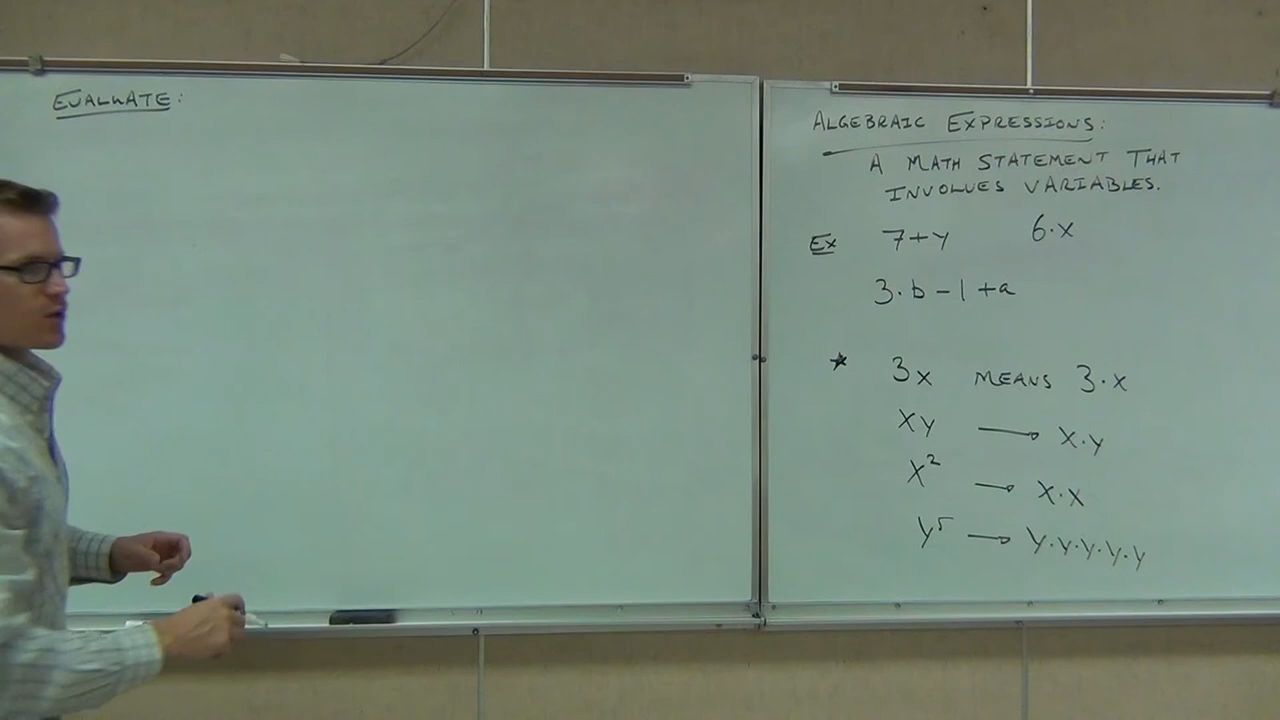 EVALUATE:
ALGEBRAIC EXPRESSIONS:
A MATH STATEMENT THAT
INVOLVES VARIABLES.
Ex 7+y 6·x
3·b-1+a
★ 3x MEANS 3·x
xy → x·y
x² → x·x
y⁵ → y·y·y·y·y